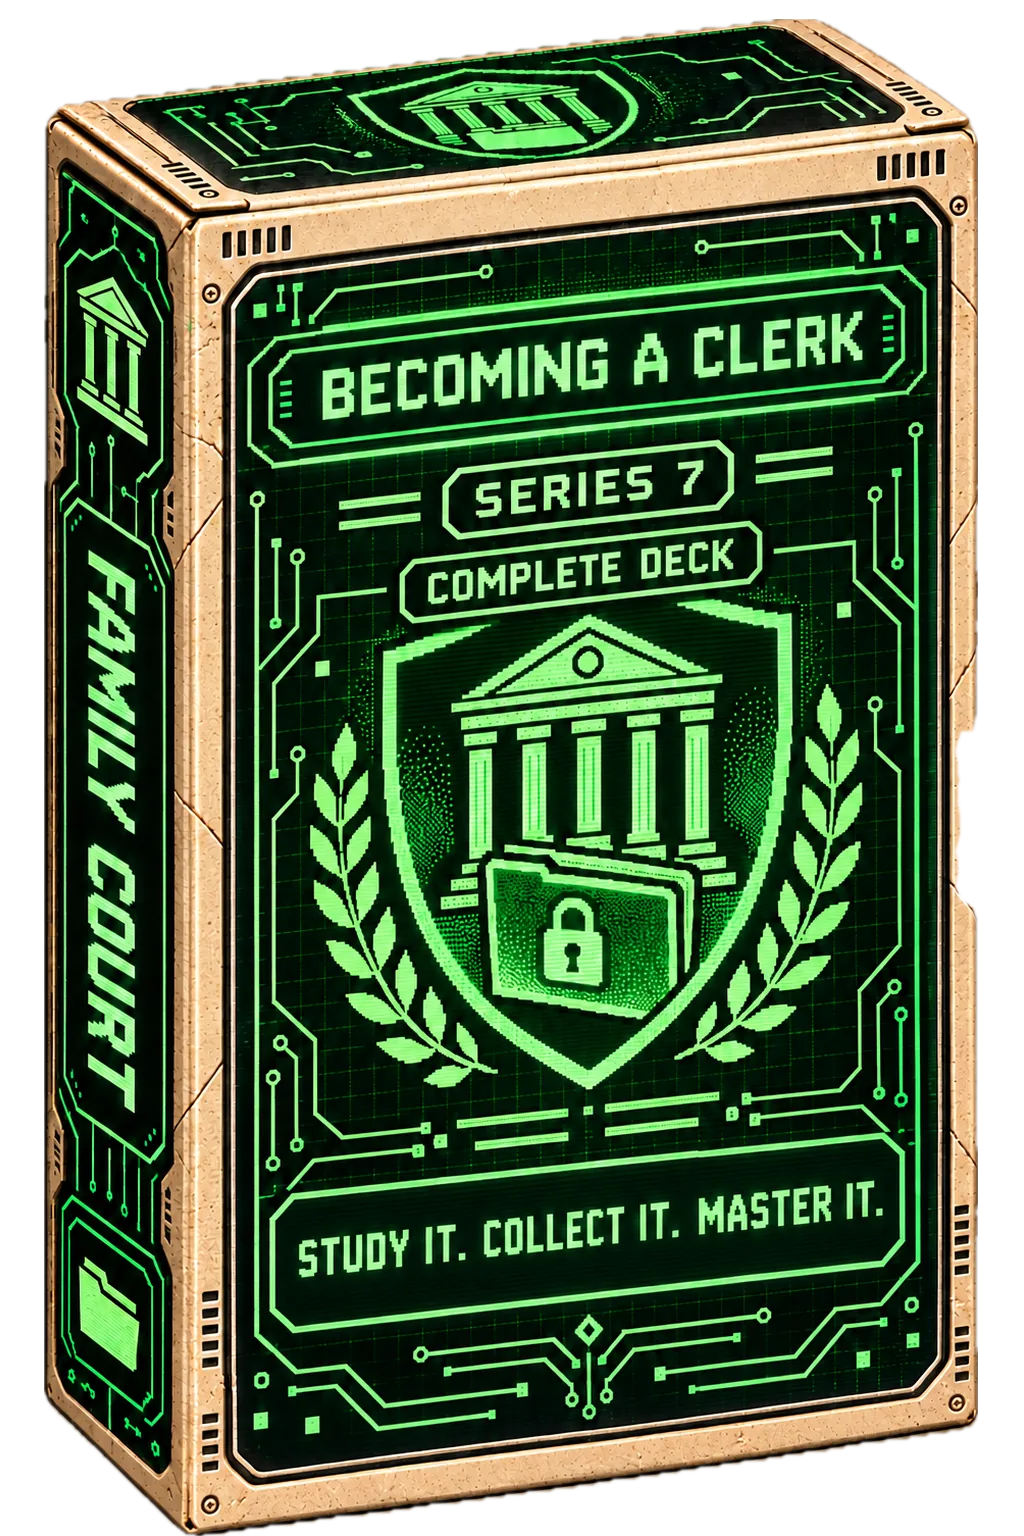 BECOMING A CLERK
SERIES 7
COMPLETE DECK
STUDY IT. COLLECT IT. MASTER IT.
FAMILY COURT